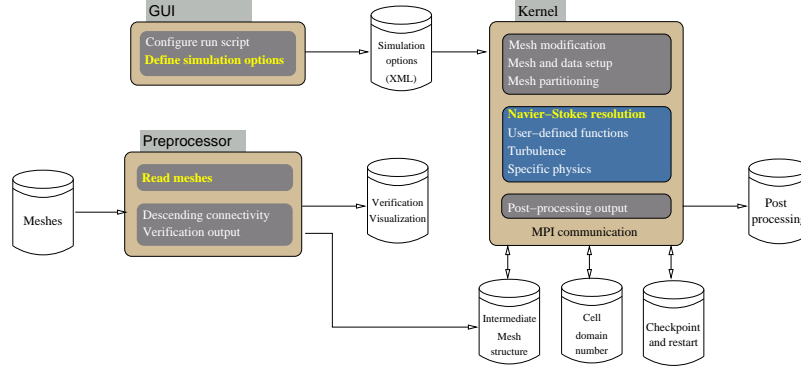 GUI
Configure run script
Define simulation options
Simulation
options
(XML)
Kernel
Mesh modification
Mesh and data setup
Mesh partitioning
Navier−Stokes resolution
User−defined functions
Turbulence
Specific physics
Post−processing output
MPI communication
Preprocessor
Read meshes
Descending connectivity
Verification output
Meshes
Verification
Visualization
Post
processing
Intermediate
Mesh
structure
Cell
domain
number
Checkpoint
and restart